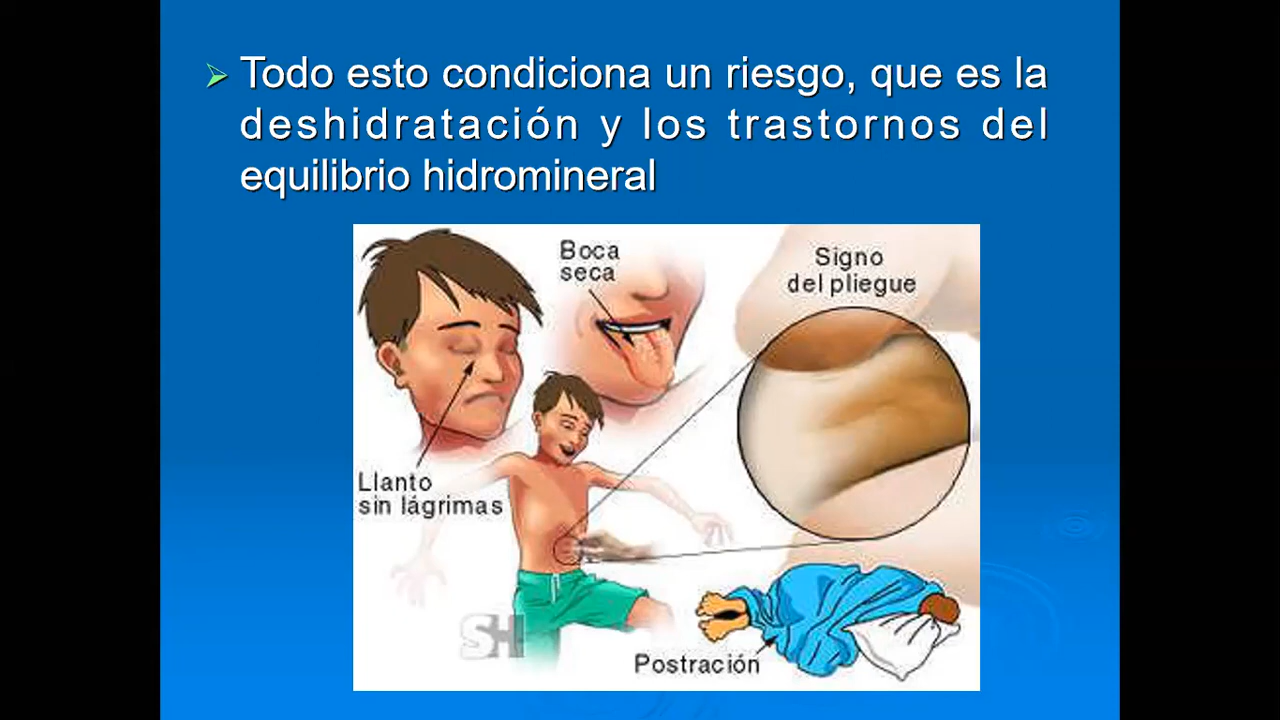 Todo esto condiciona un riesgo, que es la
deshidratación y los trastornos del
equilibrio hidromineral
Boca
seca
Signo
del pliegue
Llanto
sin lágrimas
SH
Postración